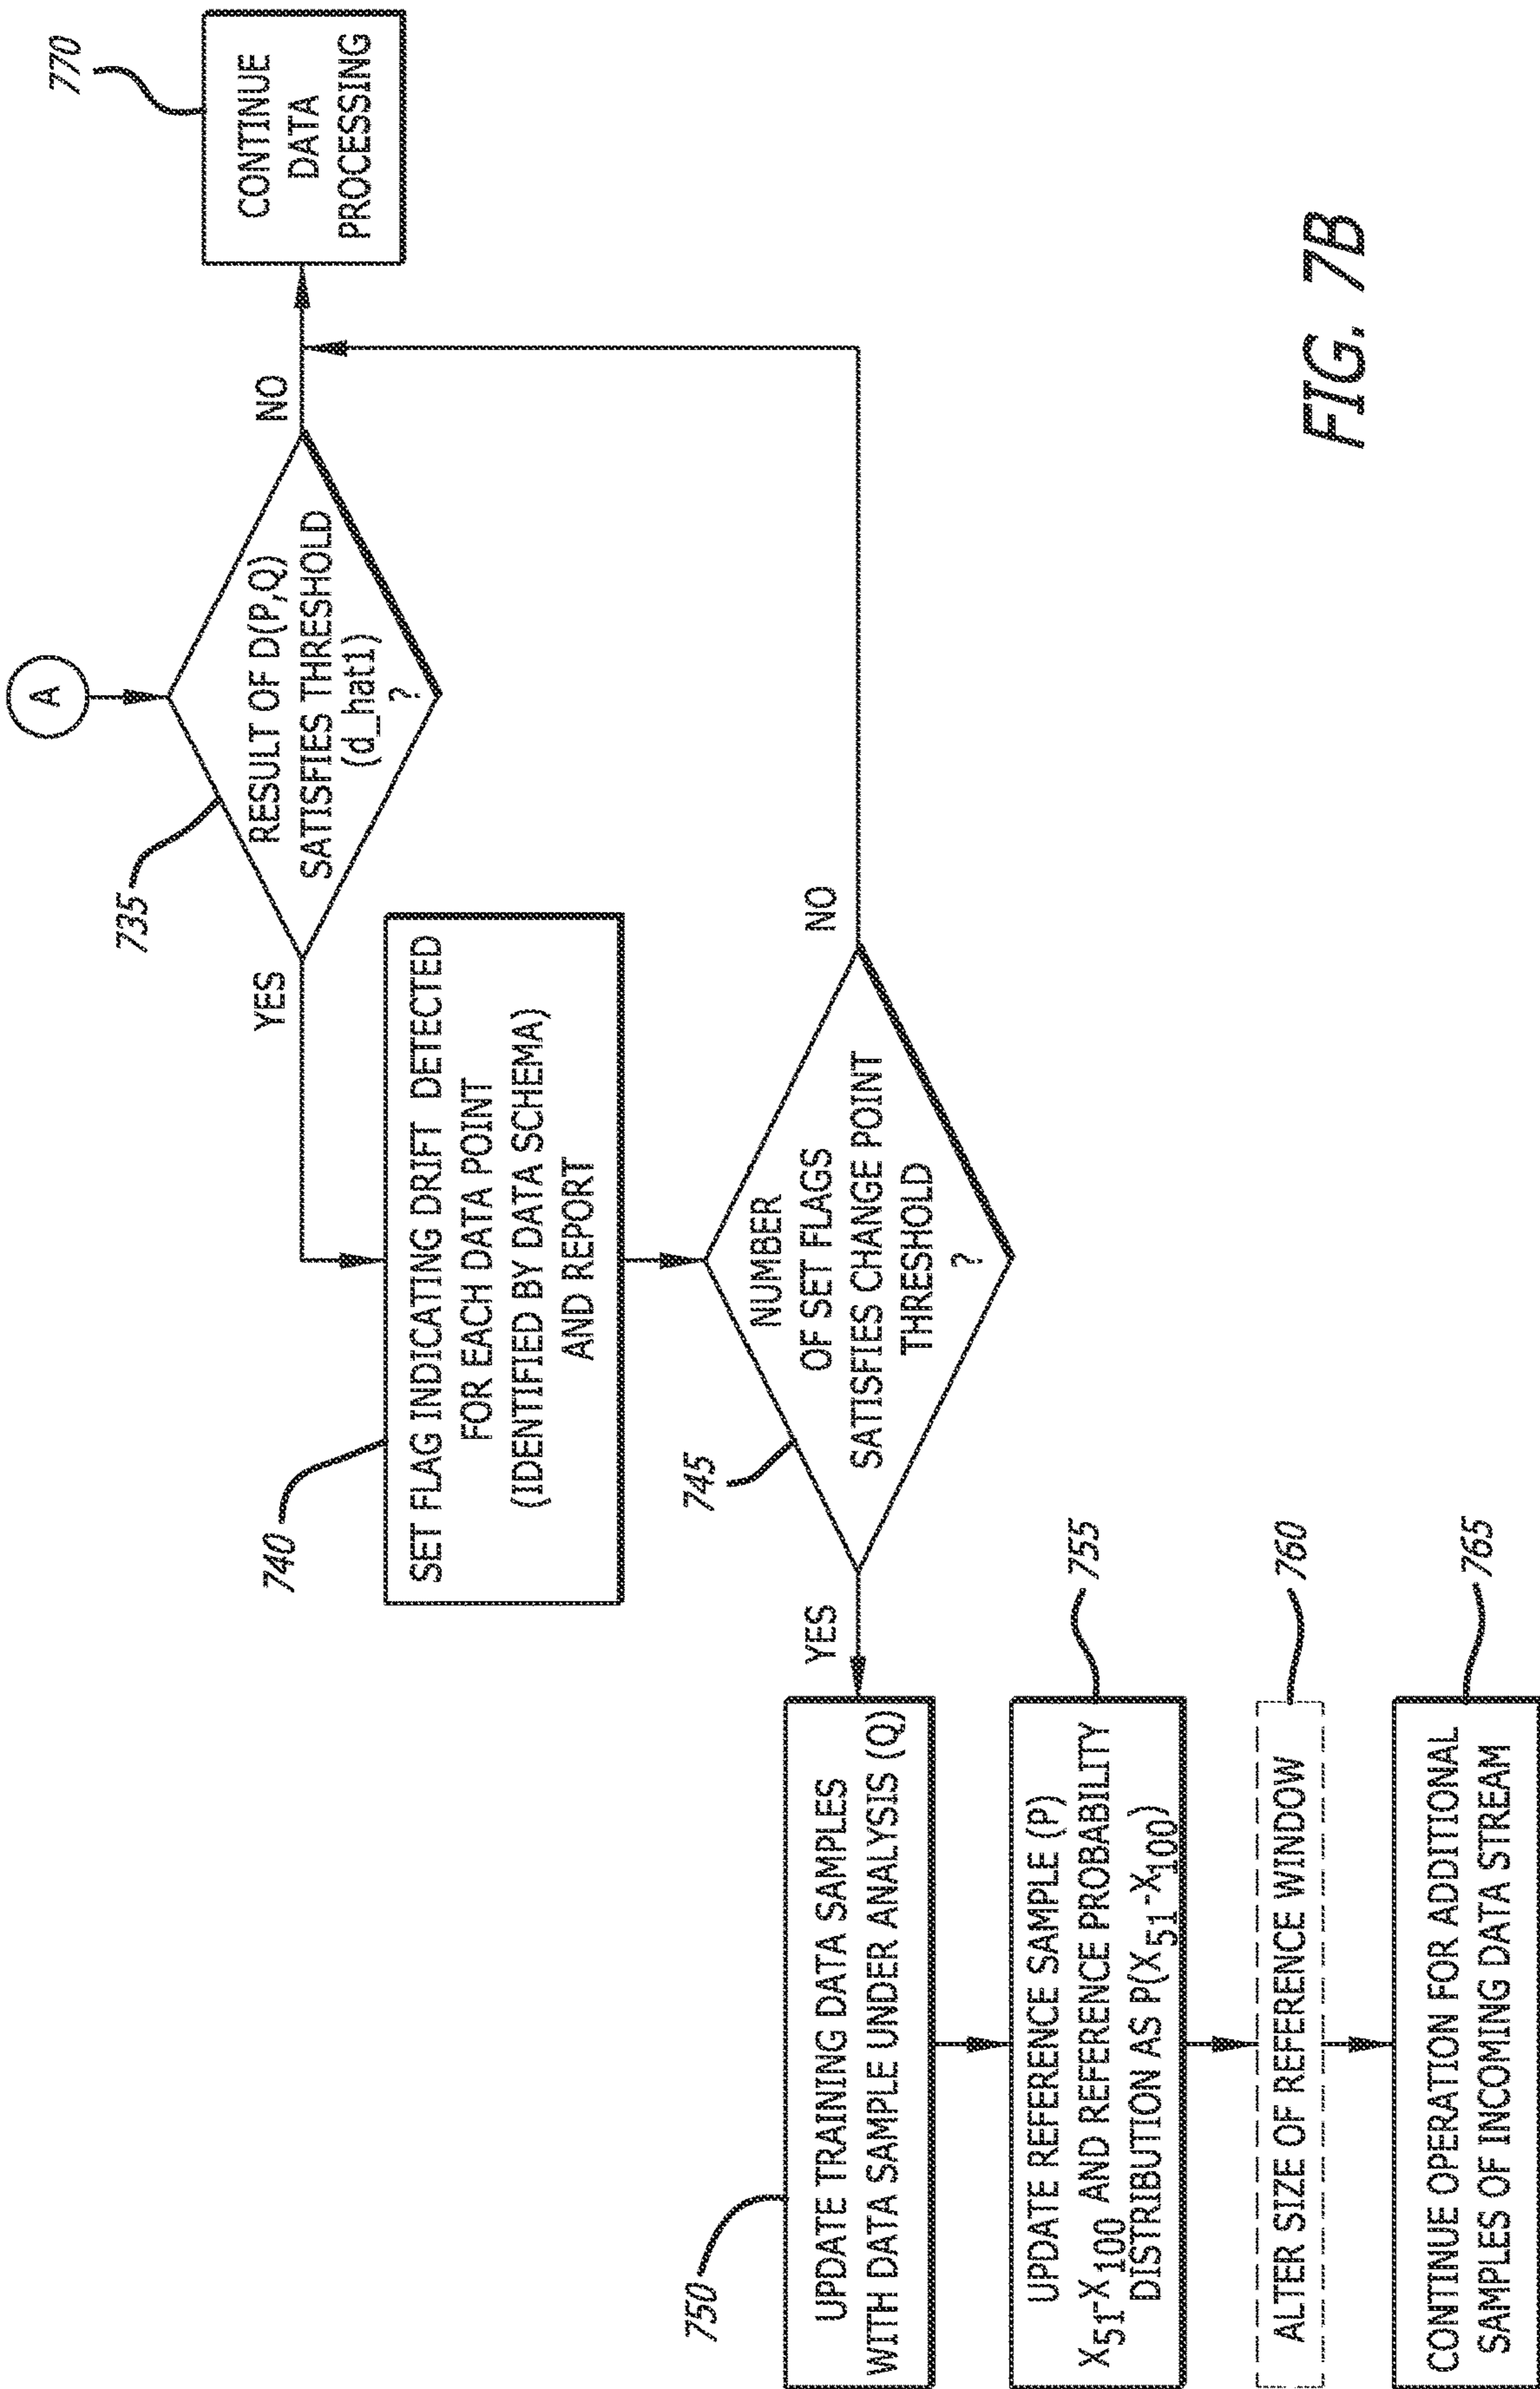 A
735
RESULT OF D(P,Q)
SATISFIES THRESHOLD
(d_hat1)
?
YES
NO
770
CONTINUE
DATA
PROCESSING
740
SET FLAG INDICATING DRIFT DETECTED
FOR EACH DATA POINT
(IDENTIFIED BY DATA SCHEMA)
AND REPORT
745
NUMBER
OF SET FLAGS
SATISFIES CHANGE POINT
THRESHOLD
?
YES
NO
750
UPDATE TRAINING DATA SAMPLES
WITH DATA SAMPLE UNDER ANALYSIS (Q)
755
UPDATE REFERENCE SAMPLE (P)
X51-X100 AND REFERENCE PROBABILITY
DISTRIBUTION AS P(X51-X100)
760
ALTER SIZE OF REFERENCE WINDOW
765
CONTINUE OPERATION FOR ADDITIONAL
SAMPLES OF INCOMING DATA STREAM
FIG. 7B